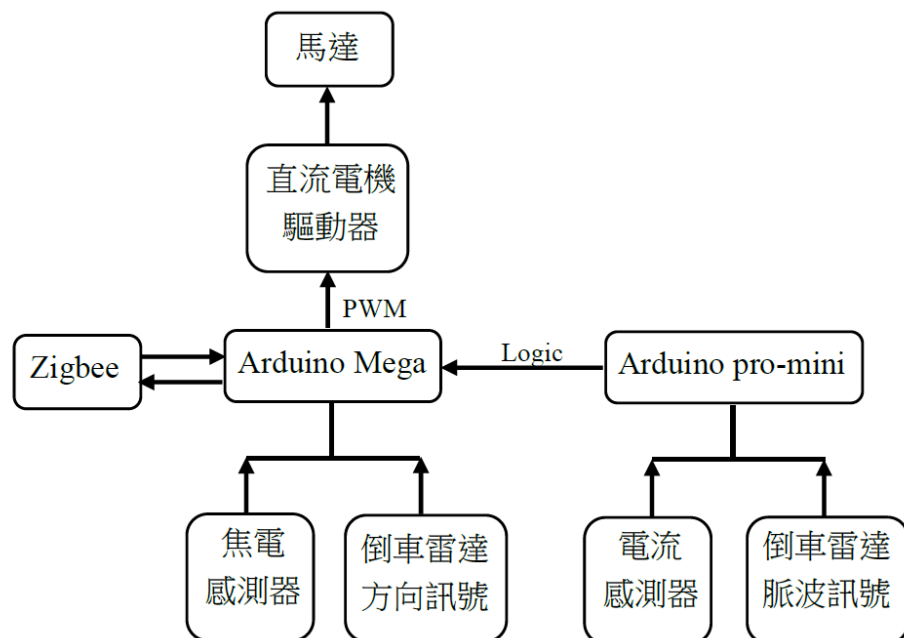 馬達
直流電機
驅動器
PWM
Zigbee
Arduino Mega
Logic
Arduino pro-mini
焦電
感測器
倒車雷達
方向訊號
電流
感測器
倒車雷達
脈波訊號